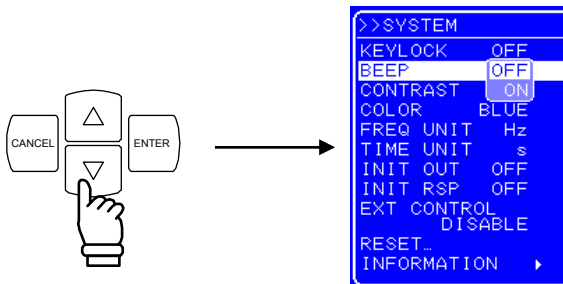 CANCEL
ENTER
>>SYSTEM
KEYLOCK OFF
BEEP OFF
CONTRAST ON
COLOR BLUE
FREQ UNIT Hz
TIME UNIT s
INIT OUT OFF
INIT RSP OFF
EXT CONTROL
DISABLE
RESET…
INFORMATION